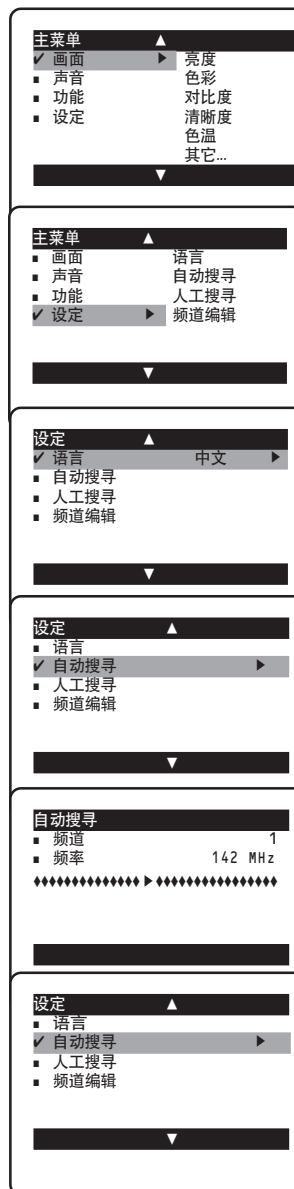 主菜单 ▲
✔ 画面 ▶ 亮度
■ 声音 色彩
■ 功能 对比度
■ 设定 清晰度
色温
其它...
▼
主菜单 ▲
■ 画面 语言
■ 声音 自动搜寻
■ 功能 人工搜寻
✔ 设定 ▶ 频道编辑
▼
设定 ▲
✔ 语言 中文 ▶
■ 自动搜寻
■ 人工搜寻
■ 频道编辑
▼
设定 ▲
■ 语言
✔ 自动搜寻 ▶
■ 人工搜寻
■ 频道编辑
▼
自动搜寻
■ 频道 1
■ 频率 142 MHz
♦♦♦♦♦♦♦♦♦♦♦♦♦♦▶♦♦♦♦♦♦♦♦♦♦♦♦♦♦♦♦
设定 ▲
■ 语言
✔ 自动搜寻 ▶
■ 人工搜寻
■ 频道编辑
▼